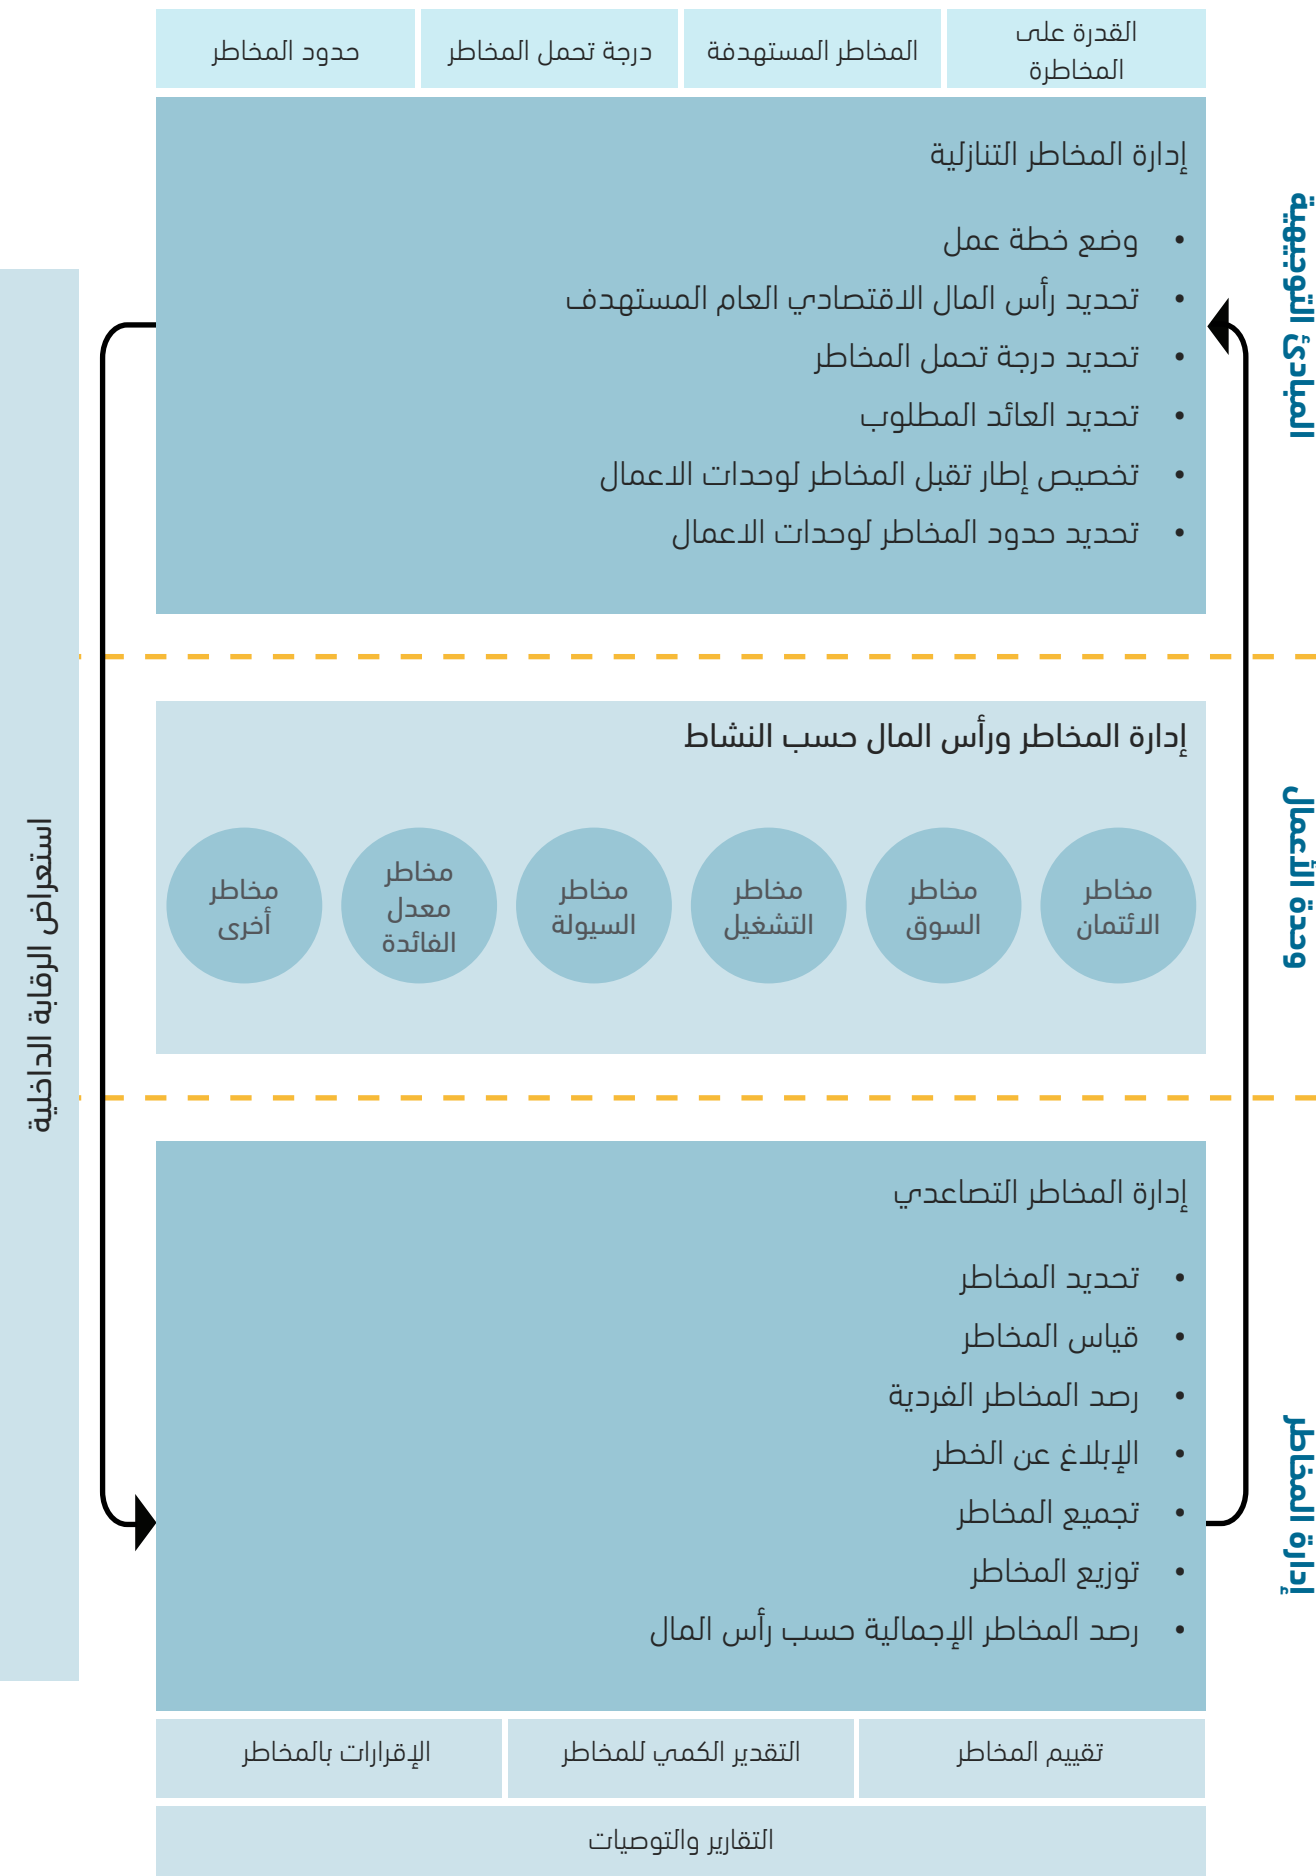 القدرة على
المخاطرة
المخاطر المستهدفة
درجة تحمل المخاطر
حدود المخاطر
المبادئ التوجيهية
إدارة المخاطر التنازلية
• وضع خطة عمل
• تحديد رأس المال الاقتصادي العام المستهدف
• تحديد درجة تحمل المخاطر
• تحديد العائد المطلوب
• تخصيص إطار تقبل المخاطر لوحدات الاعمال
• تحديد حدود المخاطر لوحدات الاعمال
وحدة الأعمال
إدارة المخاطر ورأس المال حسب النشاط
مخاطر
الائتمان
مخاطر
السوق
مخاطر
التشغيل
مخاطر
السيولة
مخاطر
معدل
الفائدة
مخاطر
أخرى
استعراض الرقابة الداخلية
إدارة المخاطر
إدارة المخاطر التصاعدي
• تحديد المخاطر
• قياس المخاطر
• رصد المخاطر الفردية
• الإبلاغ عن الخطر
• تجميع المخاطر
• توزيع المخاطر
• رصد المخاطر الإجمالية حسب رأس المال
تقييم المخاطر
التقدير الكمي للمخاطر
الإقرارات بالمخاطر
التقارير والتوصيات